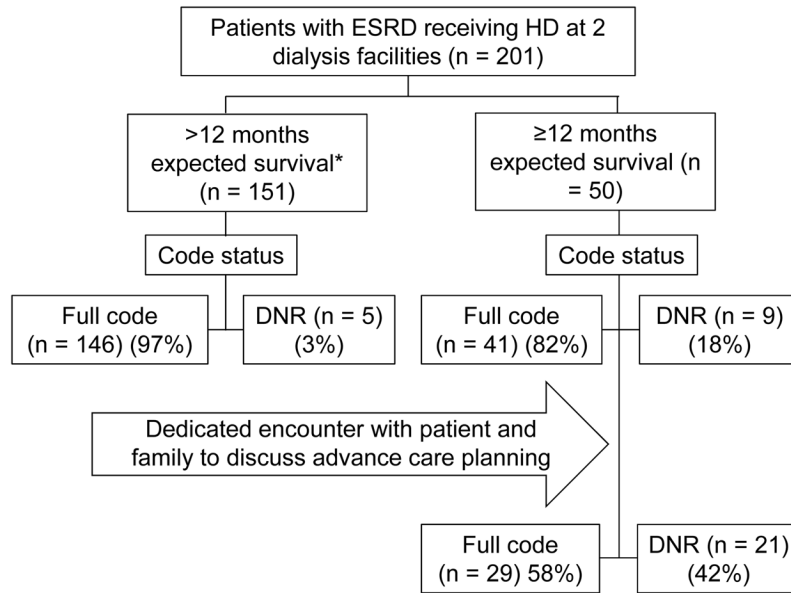 Patients with ESRD receiving HD at 2
dialysis facilities (n = 201)
>12 months
expected survival*
(n = 151)
≥12 months
expected survival (n
= 50)
Code status
Code status
Full code
(n = 146) (97%)
DNR (n = 5)
(3%)
Full code
(n = 41) (82%)
DNR (n = 9)
(18%)
Dedicated encounter with patient and
family to discuss advance care planning
Full code
(n = 29) 58%)
DNR (n = 21)
(42%)